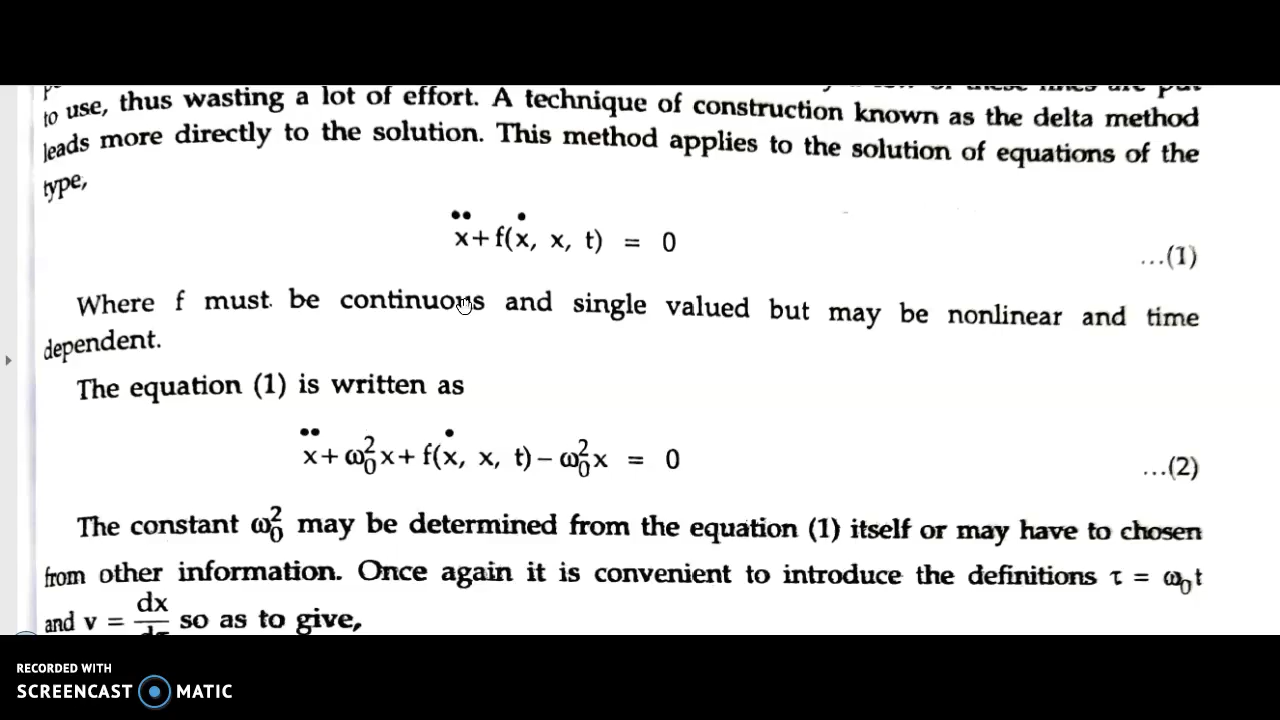 to use, thus wasting a lot of effort. A technique of construction known as the delta method
leads more directly to the solution. This method applies to the solution of equations of the
type,
ẍ + f(ẋ, x, t) = 0 ...(1)
Where f must be continuous and single valued but may be nonlinear and time
dependent.
The equation (1) is written as
ẍ + ω₀²x + f(ẋ, x, t) − ω₀²x = 0 ...(2)
The constant ω₀² may be determined from the equation (1) itself or may have to chosen
from other information. Once again it is convenient to introduce the definitions τ = ω₀t
and v = dx/dτ so as to give,
RECORDED WITH
SCREENCAST MATIC